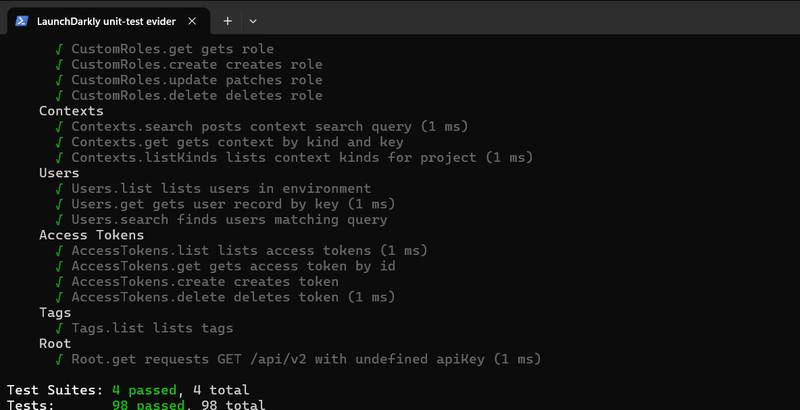 LaunchDarkly unit-test evider
√ CustomRoles.get gets role
√ CustomRoles.create creates role
√ CustomRoles.update patches role
√ CustomRoles.delete deletes role
Contexts
√ Contexts.search posts context search query (1 ms)
√ Contexts.get gets context by kind and key
√ Contexts.listKinds lists context kinds for project (1 ms)
Users
√ Users.list lists users in environment
√ Users.get gets user record by key (1 ms)
√ Users.search finds users matching query
Access Tokens
√ AccessTokens.list lists access tokens (1 ms)
√ AccessTokens.get gets access token by id
√ AccessTokens.create creates token
√ AccessTokens.delete deletes token (1 ms)
Tags
√ Tags.list lists tags
Root
√ Root.get requests GET /api/v2 with undefined apiKey (1 ms)
Test Suites: 4 passed, 4 total
Tests: 98 passed, 98 total